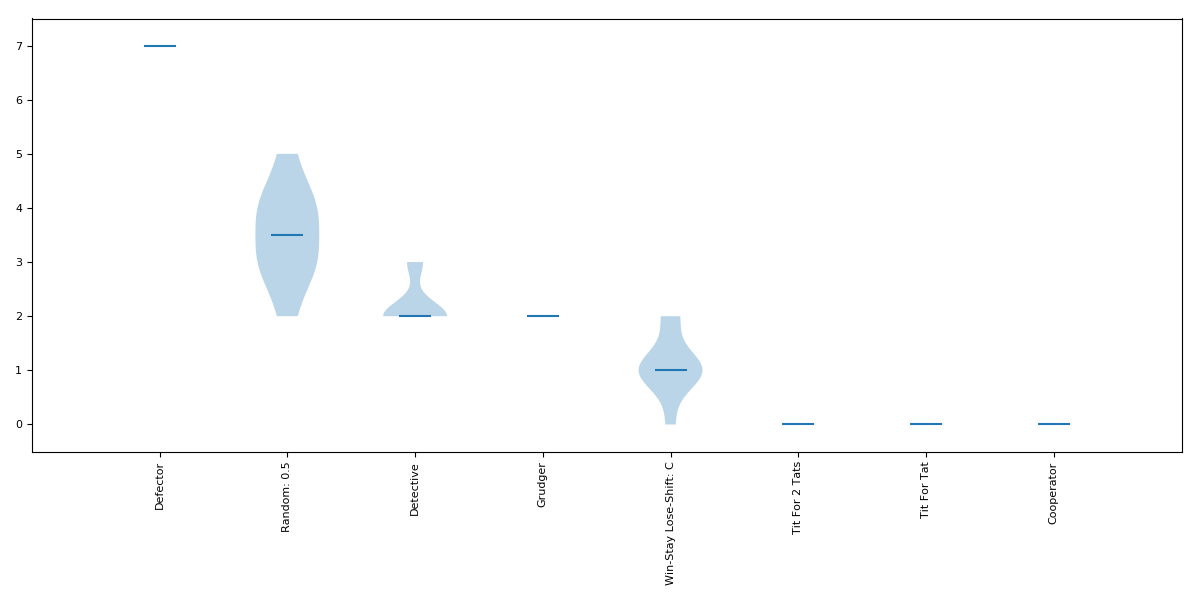 7
6
5
4
3
2
1
0
Defector
Random: 0.5
Detective
Grudger
Win-Stay Lose-Shift: C
Tit For 2 Tats
Tit For Tat
Cooperator